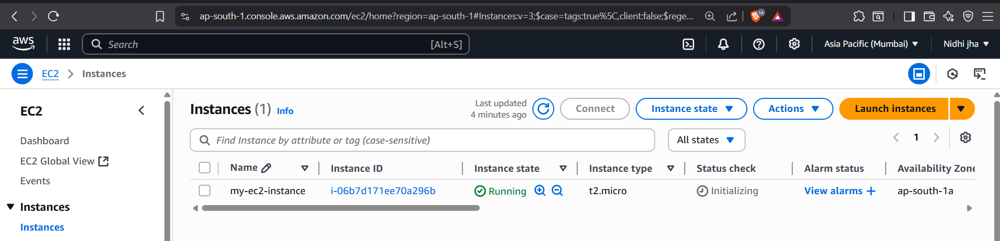 ap-south-1.console.aws.amazon.com/ec2/home?region=ap-south-1#Instances:v=3;$case=tags:true%5C,client:false;$rege...
14
aws
Search
[Alt+S]
Asia Pacific (Mumbai)
Nidhi jha
EC2
Instances
EC2
Dashboard
EC2 Global View
Events
Instances
Instances
Instances (1) Info
Last updated
4 minutes ago
Connect
Instance state
Actions
Launch instances
Find Instance by attribute or tag (case-sensitive)
All states
1
Name Instance ID Instance state Instance type Status check Alarm status Availability Zone
my-ec2-instance i-06b7d171ee70a296b Running t2.micro Initializing View alarms + ap-south-1a